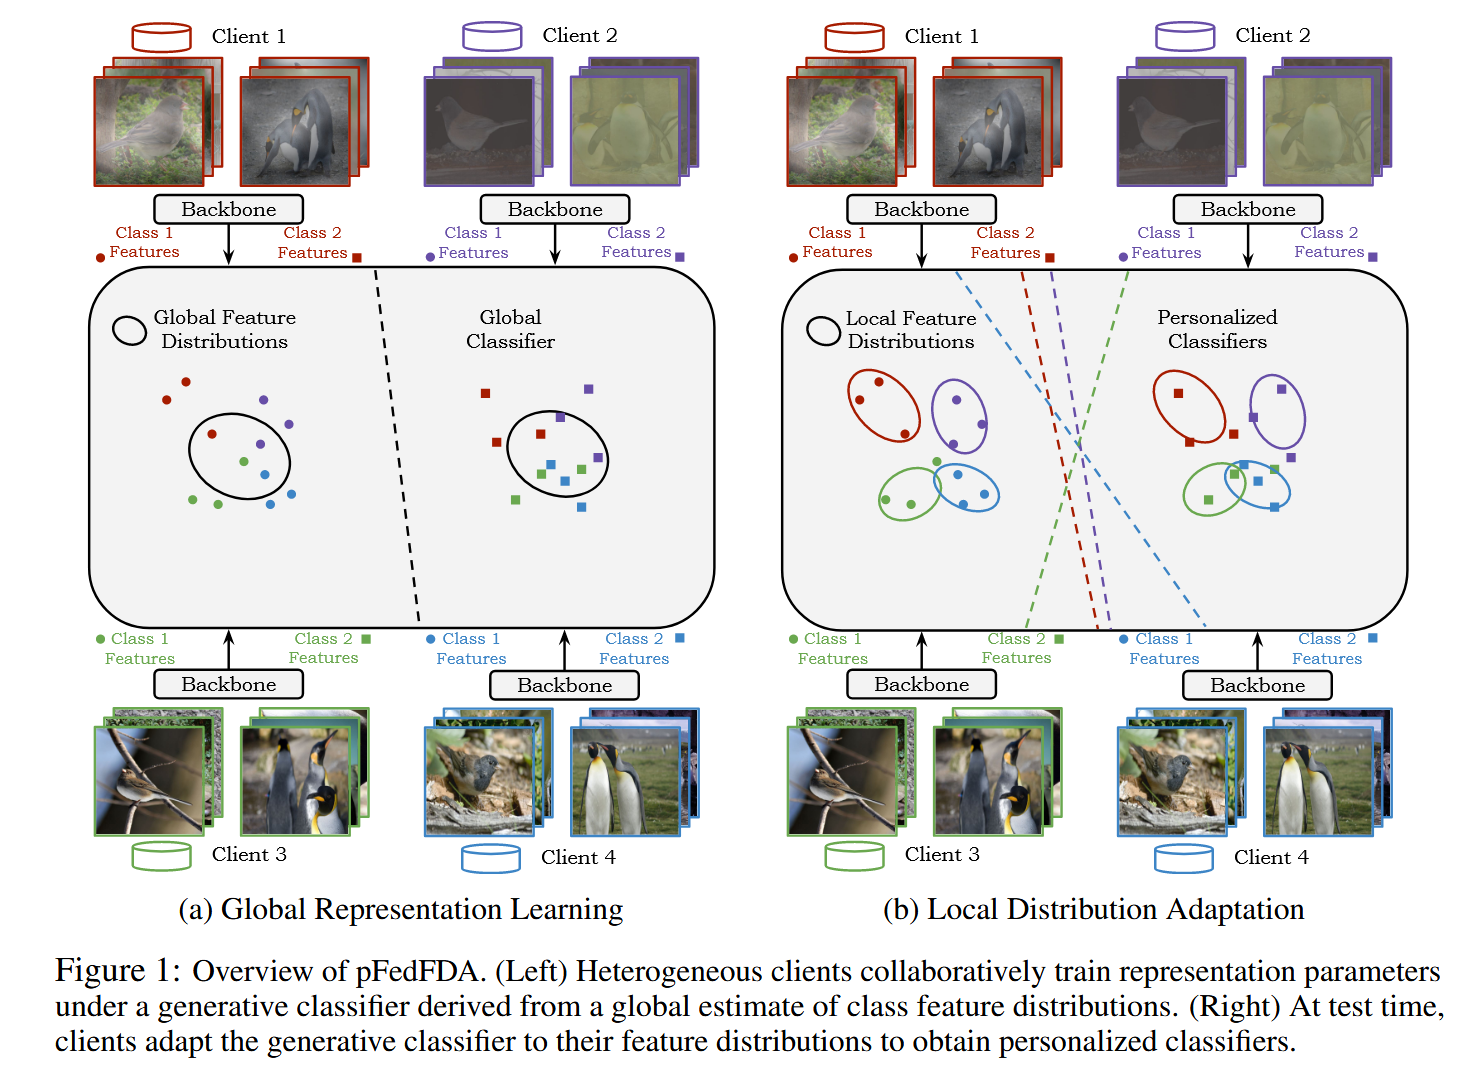 Client 1
Client 2
Backbone
Backbone
Class 1
Features
Class 2
Features
Class 1
Features
Class 2
Features
Global Feature
Distributions
Global
Classifier
Class 1
Features
Class 2
Features
Class 1
Features
Class 2
Features
Backbone
Backbone
Client 3
Client 4
(a) Global Representation Learning
Client 1
Client 2
Backbone
Backbone
Class 1
Features
Class 2
Features
Class 1
Features
Class 2
Features
Local Feature
Distributions
Personalized
Classifiers
Class 1
Features
Class 2
Features
Class 1
Features
Class 2
Features
Backbone
Backbone
Client 3
Client 4
(b) Local Distribution Adaptation
Figure 1: Overview of pFedFDA. (Left) Heterogeneous clients collaboratively train representation parameters
under a generative classifier derived from a global estimate of class feature distributions. (Right) At test time,
clients adapt the generative classifier to their feature distributions to obtain personalized classifiers.